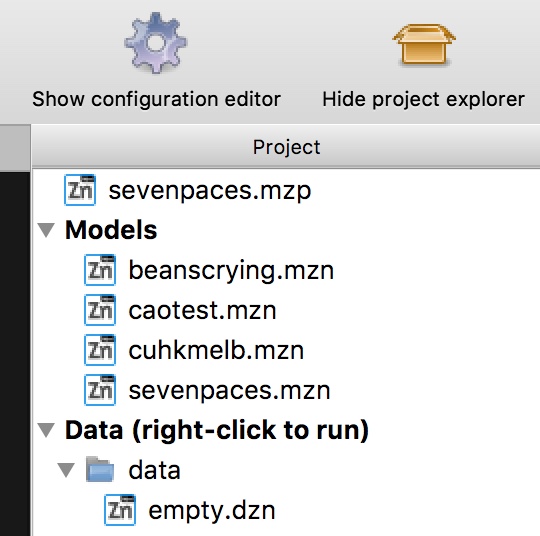 Show configuration editor Hide project explorer
Project
Zn sevenpaces.mzp
Models
Zn beanscrying.mzn
Zn caotest.mzn
Zn cuhkmelb.mzn
Zn sevenpaces.mzn
Data (right-click to run)
data
Zn empty.dzn